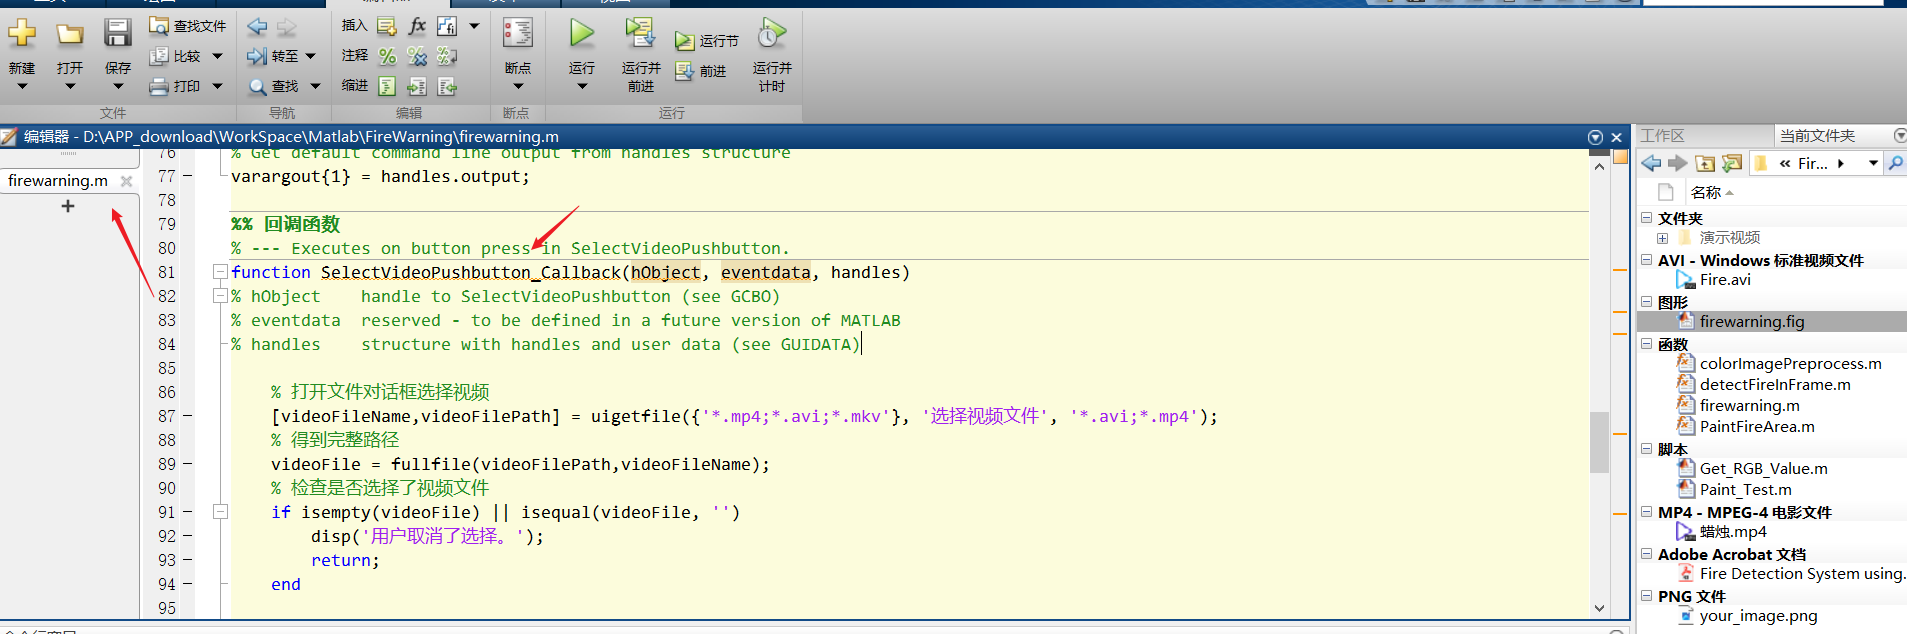 查找文件 插入 fx
新建 打开 保存 比较 转至 注释 断点 运行 运行并 前进 运行节 前进 运行并 计时
打印 查找 缩进
文件 导航 编辑 断点 运行
编辑器 - D:\APP_download\WorkSpace\Matlab\FireWarning\firewarning.m
firewarning.m
+
76 % Get default command line output from handles structure
77 varargout{1} = handles.output;
78
79 %% 回调函数
80 % --- Executes on button press in SelectVideoPushbutton.
81 function SelectVideoPushbutton_Callback(hObject, eventdata, handles)
82 % hObject    handle to SelectVideoPushbutton (see GCBO)
83 % eventdata  reserved - to be defined in a future version of MATLAB
84 % handles    structure with handles and user data (see GUIDATA)
85
86 % 打开文件对话框选择视频
87 [videoFileName,videoFilePath] = uigetfile({'*.mp4;*.avi;*.mkv'}, '选择视频文件', '*.avi;*.mp4');
88 % 得到完整路径
89 videoFile = fullfile(videoFilePath,videoFileName);
90 % 检查是否选择了视频文件
91 if isempty(videoFile) || isequal(videoFile, '')
92 disp('用户取消了选择。');
93 return;
94 end
95
工作区 当前文件夹
« Fir...
名称
文件夹
演示视频
AVI - Windows 标准视频文件
Fire.avi
图形
firewarning.fig
函数
colorImagePreprocess.m
detectFireInFrame.m
firewarning.m
PaintFireArea.m
脚本
Get_RGB_Value.m
Paint_Test.m
MP4 - MPEG-4 电影文件
蜡烛.mp4
Adobe Acrobat 文档
Fire Detection System using.
PNG 文件
your_image.png